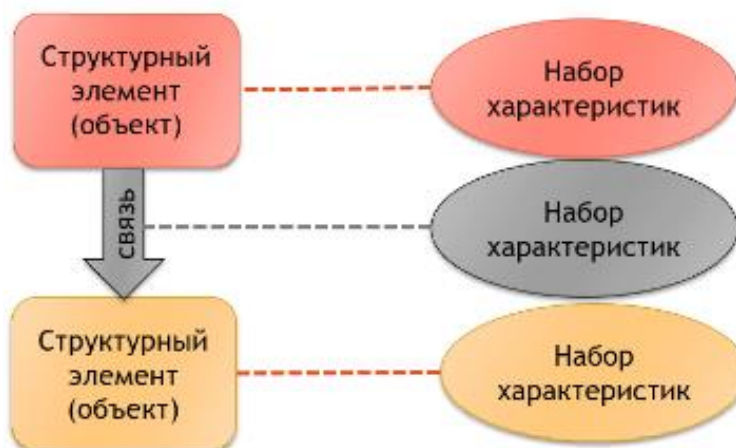 Структурный
элемент
(объект)
Набор
характеристик
связь
Набор
характеристик
Структурный
элемент
(объект)
Набор
характеристик